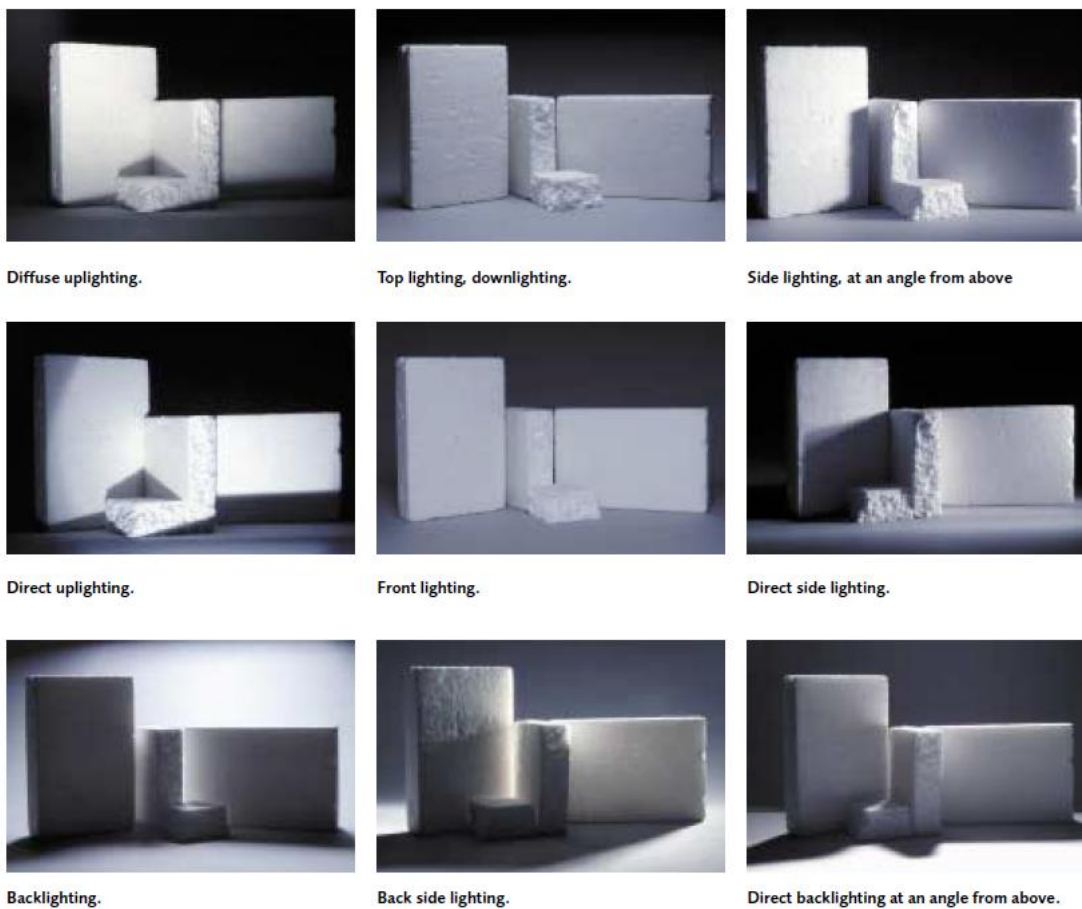 Diffuse uplighting.
Top lighting, downlighting.
Side lighting, at an angle from above
Direct uplighting.
Front lighting.
Direct side lighting.
Backlighting.
Back side lighting.
Direct backlighting at an angle from above.